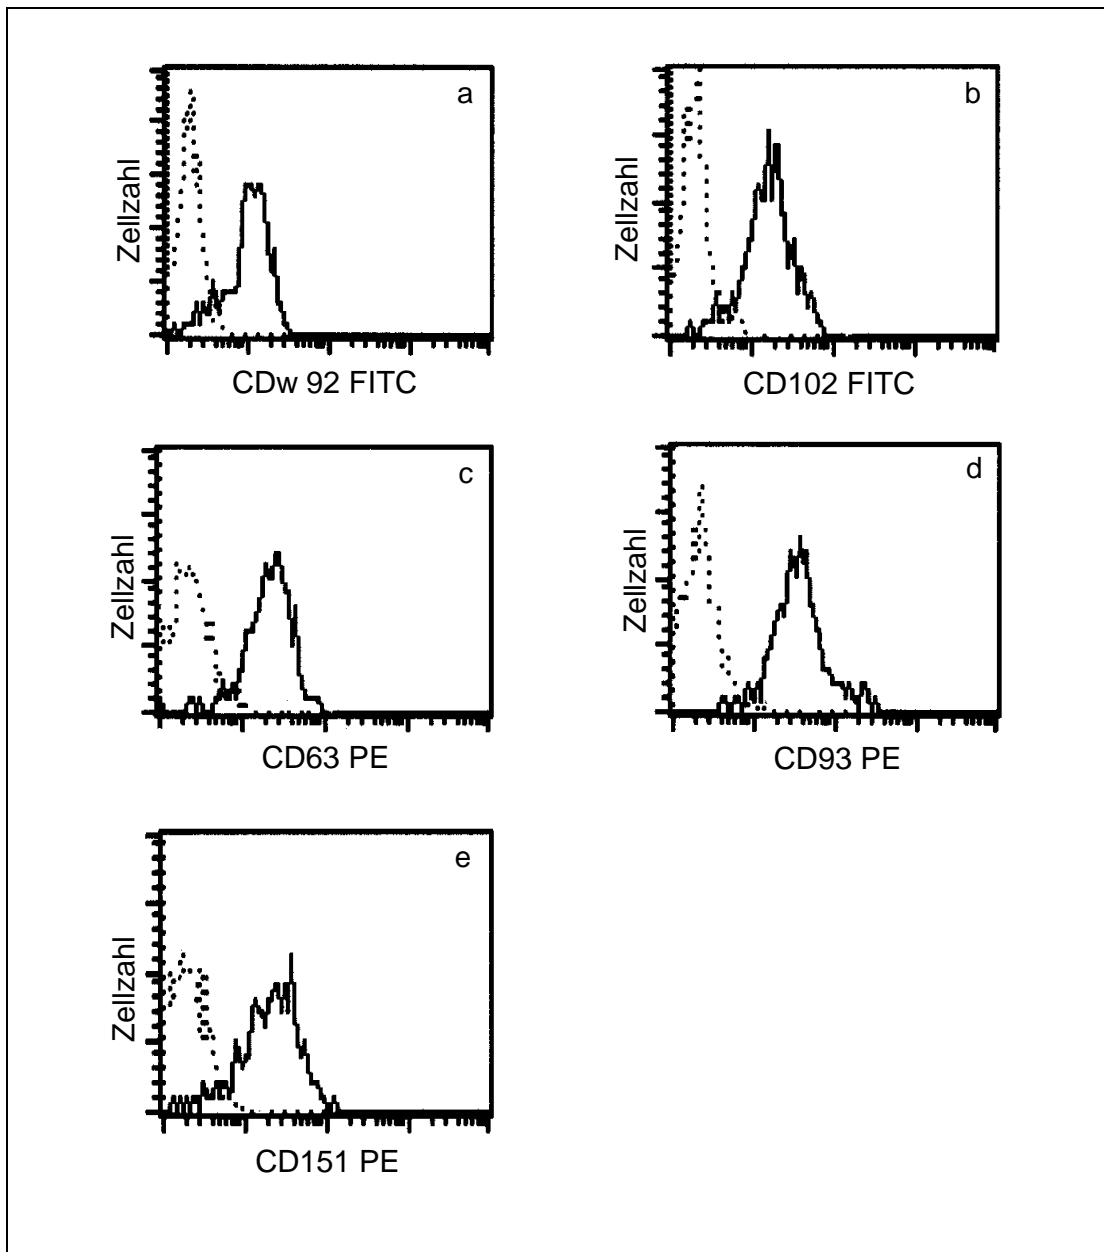 a
Zellzahl
CDw 92 FITC
b
Zellzahl
CD102 FITC
c
Zellzahl
CD63 PE
d
Zellzahl
CD93 PE
e
Zellzahl
CD151 PE